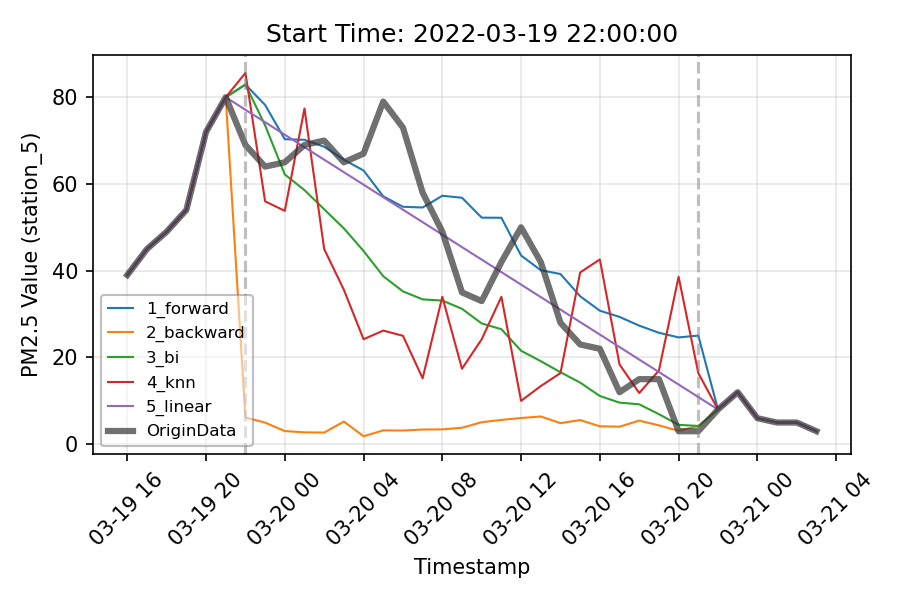 Start Time: 2022-03-19 22:00:00
PM2.5 Value (station_5)
80
60
40
20
0
1_forward
2_backward
3_bi
4_knn
5_linear
OriginData
03-19 16
03-19 20
03-20 00
03-20 04
03-20 08
03-20 12
03-20 16
03-20 20
03-21 00
03-21 04
Timestamp